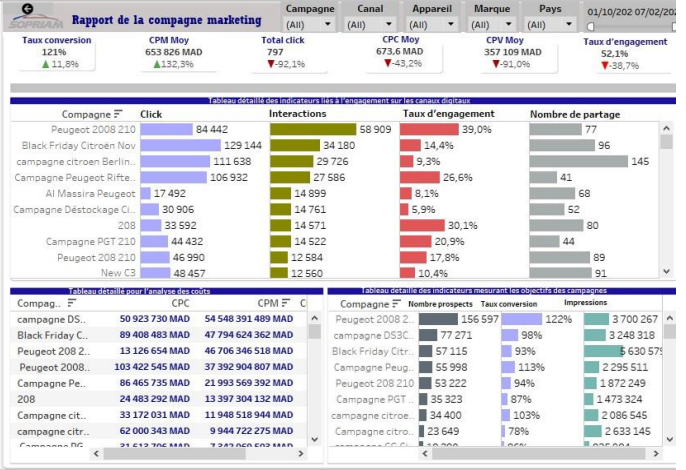 Rapport de la compagne marketing
SOPRIAM
Campagne Canal Appareil Marque Pays
(All) (All) (All) (All) (All)
01/10/202 07/02/202
Taux conversion CPM Moy Total click CPC Moy CPV Moy Taux d'engagement
121% 653 826 MAD 797 673,6 MAD 357 109 MAD 52,1%
▲11,8% ▲132,3% ▼-92,1% ▼-43,2% ▼-91,0% ▼-38,7%
Tableau détaillé des indicateurs liés à l'engagement sur les canaux digitaux
Compagne Click Interactions Taux d'engagement Nombre de partage
Peugeot 2008 210 84 442 58 909 39,0% 77
Black Friday Citroën Nov 129 144 34 180 14,4% 96
campagne citroen Berlin.. 111 638 29 726 9,3% 145
Campagne Peugeot Rifte.. 106 932 27 586 26,6% 41
Al Massira Peugeot 17 492 14 899 8,1% 68
Campagne Déstockage Ci.. 30 906 14 761 5,9% 52
208 33 592 14 571 30,1% 80
Campagne PGT 210 44 432 14 522 20,9% 44
Peugeot 208 210 46 990 12 584 17,8% 89
New C3 48 457 12 560 10,4% 91
Tableau détaillé pour l'analyse des coûts
Compag.. CPC CPM C
campagne DS.. 50 923 730 MAD 54 548 391 489 MAD
Black Friday C.. 89 408 483 MAD 47 794 624 362 MAD
Peugeot 208 2.. 13 126 654 MAD 46 706 346 518 MAD
Peugeot 2008.. 103 422 545 MAD 37 392 904 807 MAD
Campagne Pe.. 86 465 735 MAD 21 993 569 392 MAD
208 24 483 292 MAD 13 397 304 132 MAD
Campagne cit.. 33 172 031 MAD 11 948 518 944 MAD
campagne citr.. 62 000 343 MAD 9 944 722 275 MAD
Campagne PG
Tableau détaille des indicateurs mesurant les objectifs des campagnes
Compagne Nombre prospects Taux conversion Impressions
Peugeot 2008 2.. 156 597 122% 3 700 267
campagne DS3C.. 77 271 98% 3 248 318
Black Friday Citr.. 57 115 93% 5 630 579
Campagne Peug.. 55 998 113% 2 295 511
Peugeot 208 210 53 222 94% 1 872 249
Campagne PGT .. 35 323 87% 1 473 324
campagne citroe.. 34 400 103% 2 086 545
Campagne citro.. 23 649 78% 2 633 145